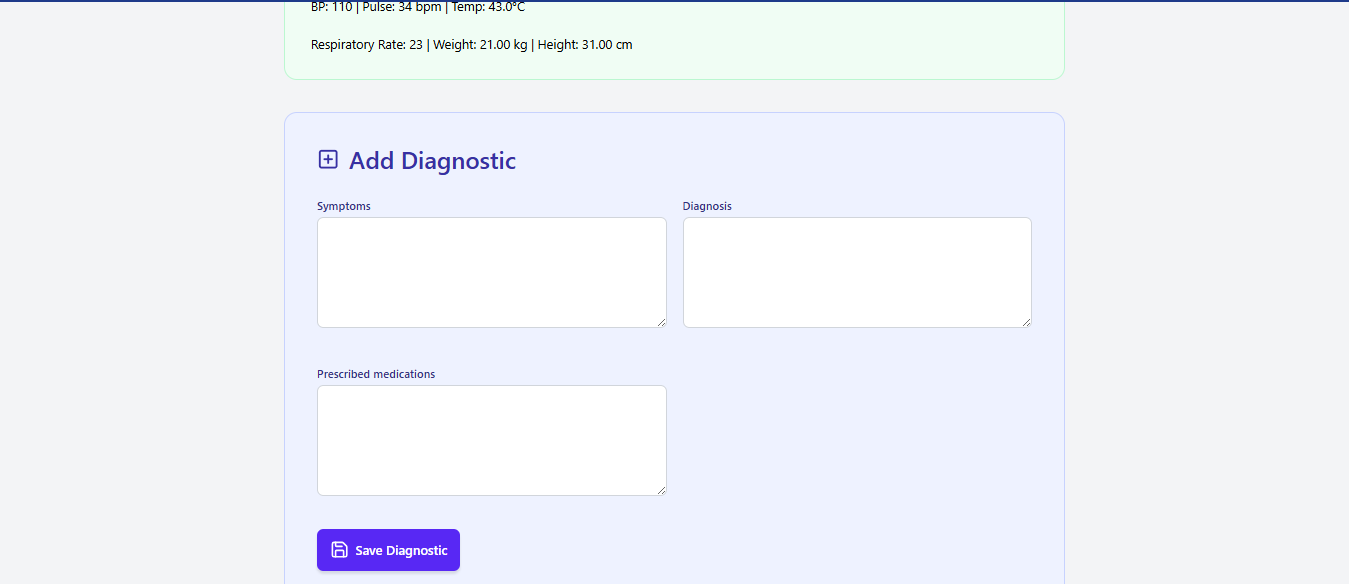 BP: 110 | Pulse: 34 bpm | Temp: 43.0°C
Respiratory Rate: 23 | Weight: 21.00 kg | Height: 31.00 cm
Add Diagnostic
Symptoms
Diagnosis
Prescribed medications
Save Diagnostic